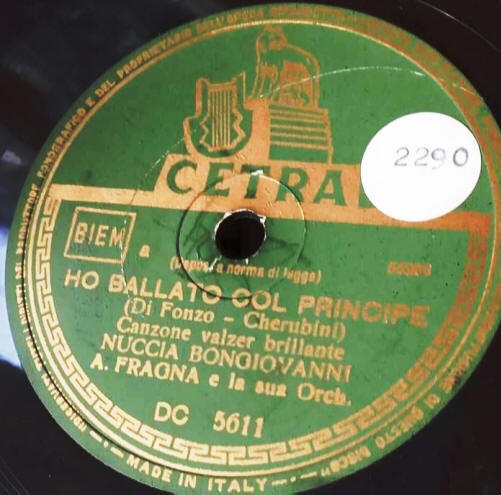 CETRA
2290
BIEM
a
(Depos. a norma di legge)
HO BALLATO COL PRINCIPE
(Di Fonzo - Cherubini)
Canzone valzer brillante
NUCCIA BONGIOVANNI
A. FRAGNA e la sua Orch.
DC 5611
MADE IN ITALY